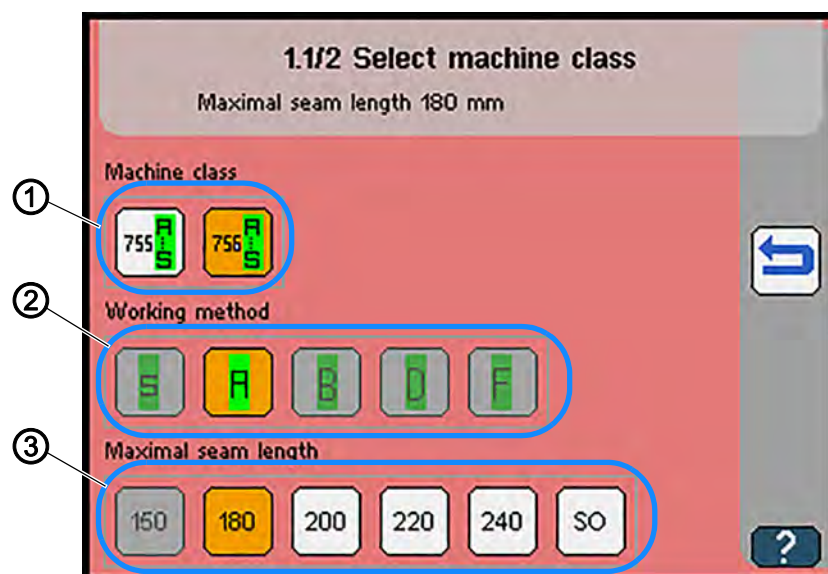 1.1/2 Select machine class
Maximal seam length 180 mm
Machine class
1
755 A S 756 A S
2
Working method
S A B D F
3
Maximal seam length
150 180 200 220 240 SO
?